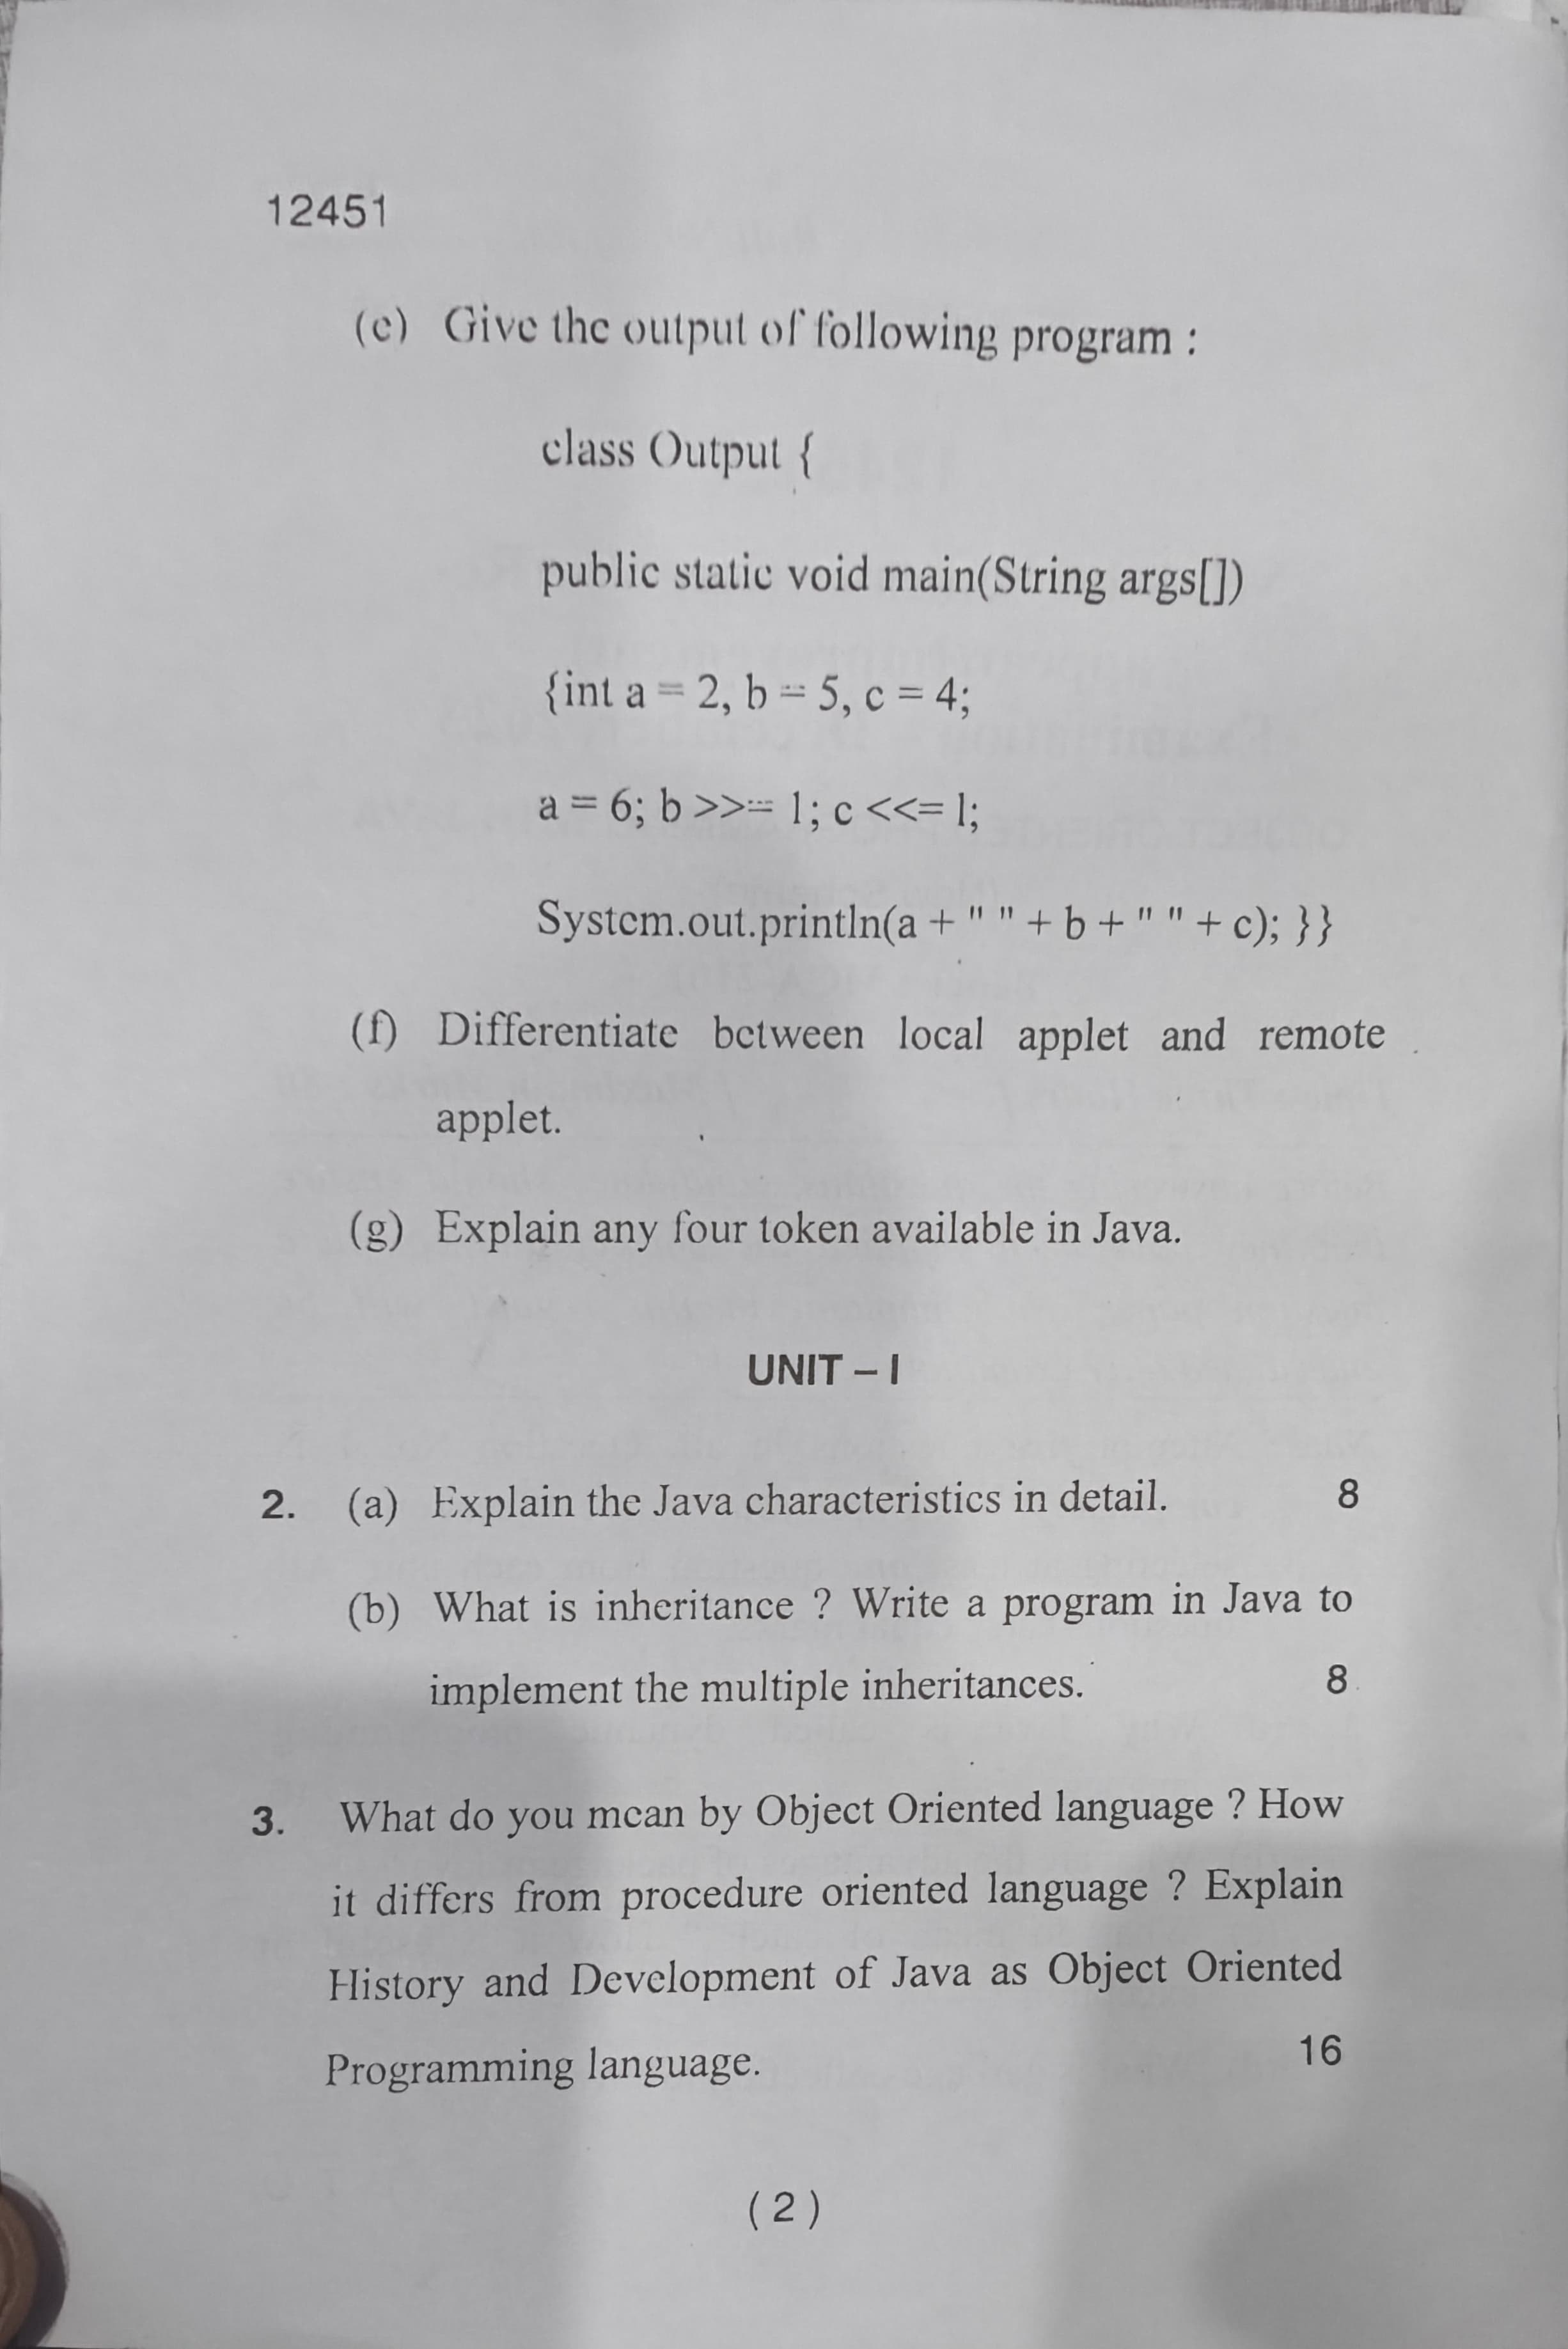 12451
(e) Give the output of following program :
class Output {
public static void main(String args[])
{int a = 2, b = 5, c = 4;
a = 6; b >>= 1; c <<= 1;
System.out.println(a + " " + b + " " + c); }}
(f) Differentiate between local applet and remote
applet.
(g) Explain any four token available in Java.
UNIT – I
2. (a) Explain the Java characteristics in detail. 8
(b) What is inheritance ? Write a program in Java to
implement the multiple inheritances. 8
3. What do you mean by Object Oriented language ? How
it differs from procedure oriented language ? Explain
History and Development of Java as Object Oriented
Programming language. 16
( 2 )